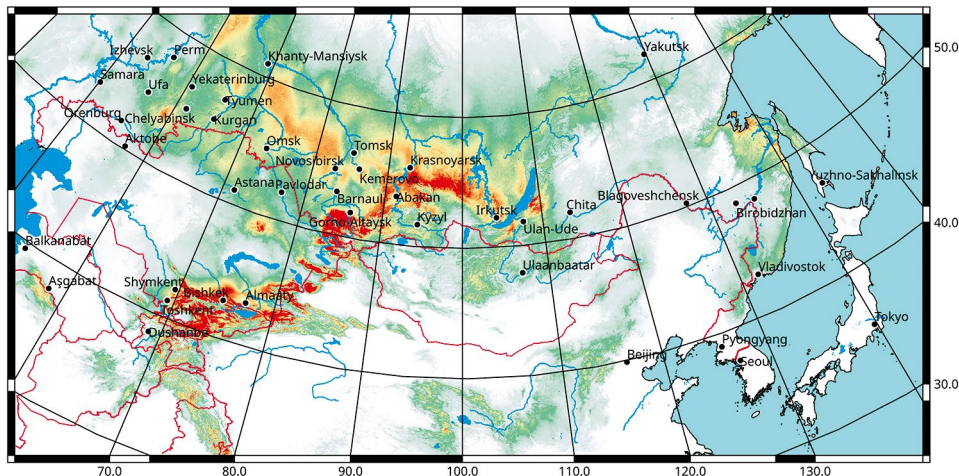 Izhevsk
Perm
Khanty-Mansiysk
Yakutsk
50.0
Samara
Ufa
Yekaterinburg
Tyumen
Orenburg
Chelyabinsk
Kurgan
Aktobe
Omsk
Tomsk
Novosibirsk
Krasnoyarsk
Kemerovo
Yuzhno-Sakhalinsk
Astana
Pavlodar
Barnaul
Abakan
Blagoveshchensk
Gorno-Altaysk
Kyzyl
Irkutsk
Chita
Birobidzhan
40.0
Ulan-Ude
Balkanabat
Ulaanbaatar
Vladivostok
Aşgabat
Shymkent
Bishkek
Almaaty
Toshkent
Tokyo
Dushanbe
Beijing
Pyongyang
Seoul
30.0
70.0
80.0
90.0
100.0
110.0
120.0
130.0